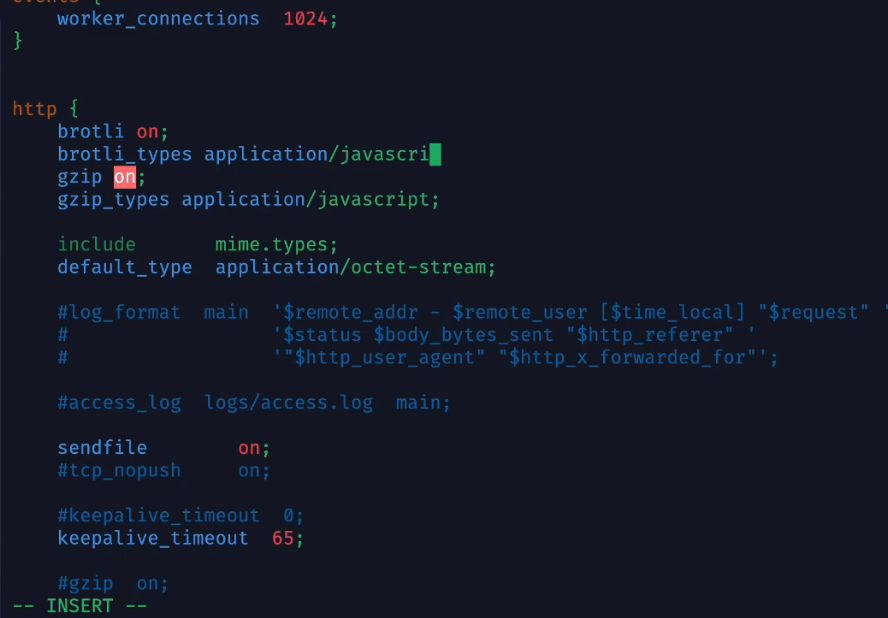 events {
    worker_connections  1024;
}
http {
    brotli on;
    brotli_types application/javascri
    gzip on;
    gzip_types application/javascript;
    include       mime.types;
    default_type  application/octet-stream;
    #log_format  main  '$remote_addr - $remote_user [$time_local] "$request" '
    #                  '$status $body_bytes_sent "$http_referer" '
    #                  '"$http_user_agent" "$http_x_forwarded_for"';
    #access_log  logs/access.log  main;
    sendfile        on;
    #tcp_nopush     on;
    #keepalive_timeout  0;
    keepalive_timeout  65;
    #gzip  on;
-- INSERT --